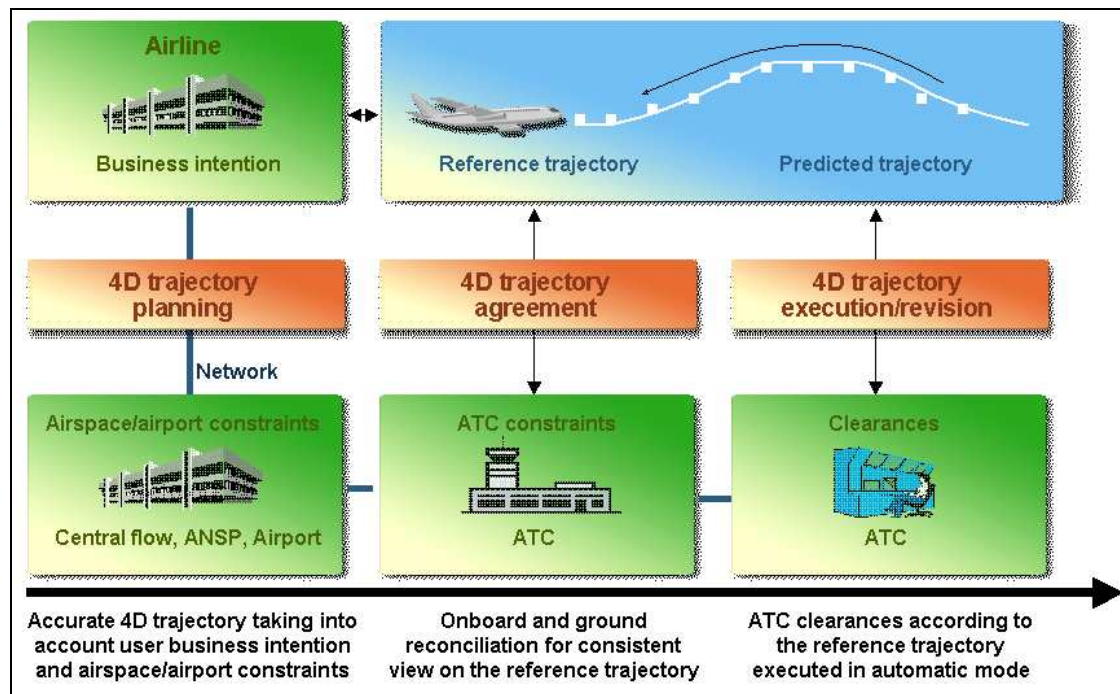 Airline
Business intention
Reference trajectory
Predicted trajectory
4D trajectory
planning
4D trajectory
agreement
4D trajectory
execution/revision
Network
Airspace/airport constraints
Central flow, ANSP, Airport
ATC constraints
ATC
Clearances
ATC
Accurate 4D trajectory taking into
account user business intention
and airspace/airport constraints
Onboard and ground
reconciliation for consistent
view on the reference trajectory
ATC clearances according to
the reference trajectory
executed in automatic mode